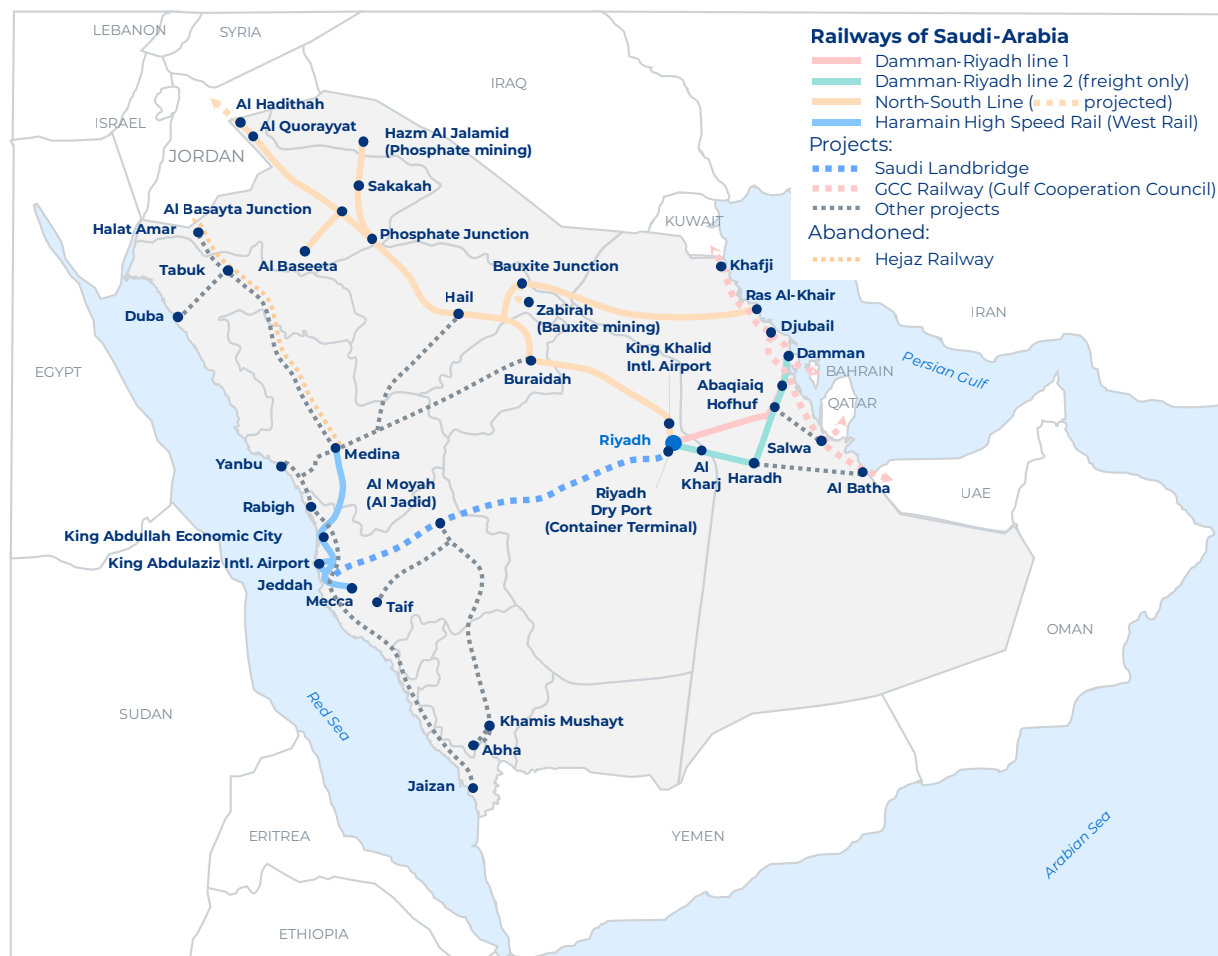 Railways of Saudi-Arabia
Damman-Riyadh line 1
Damman-Riyadh line 2 (freight only)
North-South Line ( projected)
Haramain High Speed Rail (West Rail)
Projects:
Saudi Landbridge
GCC Railway (Gulf Cooperation Council)
Other projects
Abandoned:
Hejaz Railway
LEBANON
SYRIA
IRAQ
ISRAEL
JORDAN
Al Hadithah
Al Quorayyat
Hazm Al Jalamid
(Phosphate mining)
Sakakah
Al Basayta Junction
Halat Amar
Phosphate Junction
KUWAIT
Tabuk
Al Baseeta
Bauxite Junction
Khafji
Duba
Hail
Zabirah
(Bauxite mining)
Ras Al-Khair
IRAN
Djubail
King Khalid
Intl. Airport
Damman
BAHRAIN
Persian Gulf
EGYPT
Buraidah
Abaqiaiq
Hofhuf
QATAR
Riyadh
Salwa
Medina
Yanbu
Al Moyah
(Al Jadid)
Al
Kharj
Haradh
Al Batha
UAE
Riyadh
Dry Port
(Container Terminal)
Rabigh
King Abdullah Economic City
King Abdulaziz Intl. Airport
Jeddah
Mecca
Taif
OMAN
SUDAN
Red Sea
Khamis Mushayt
Abha
Jaizan
ERITREA
YEMEN
Arabian Sea
ETHIOPIA